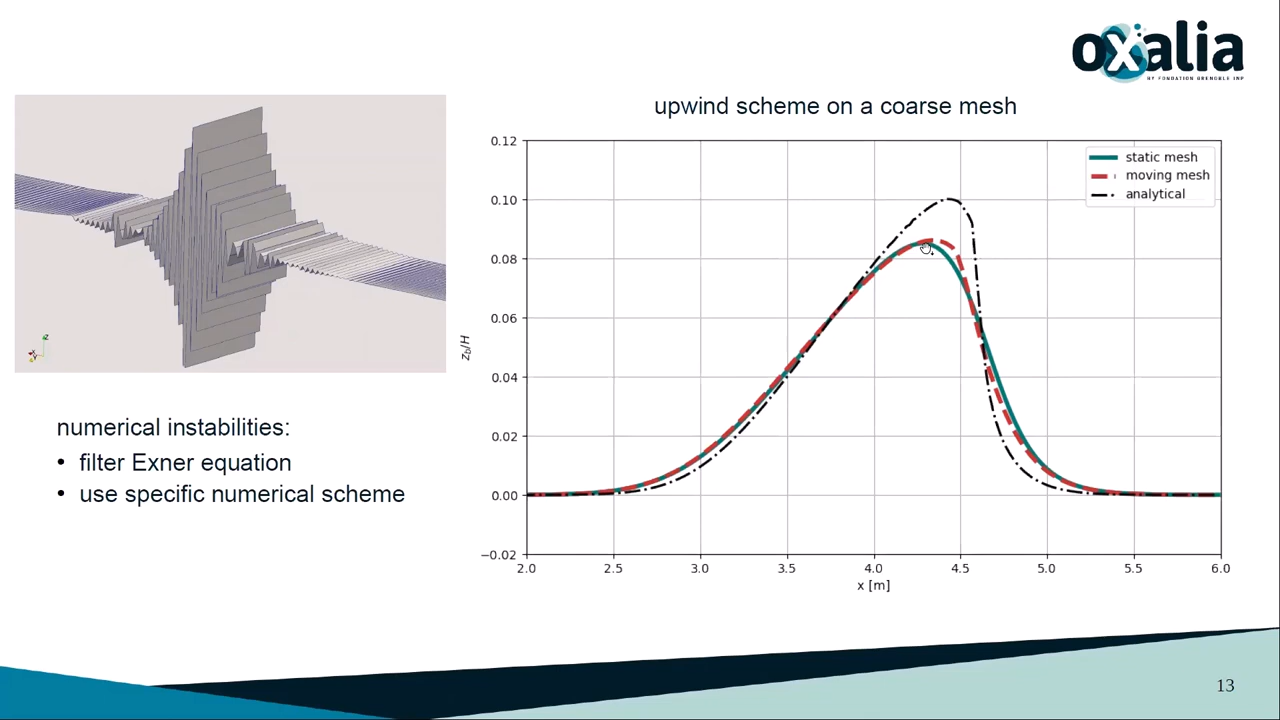 oxalia
BY FONDATION GRENOBLE INP
upwind scheme on a coarse mesh
0.12
0.10
0.08
0.06
0.04
0.02
0.00
−0.02
z_b/H
static mesh
moving mesh
analytical
2.0 2.5 3.0 3.5 4.0 4.5 5.0 5.5 6.0
x [m]
numerical instabilities:
• filter Exner equation
• use specific numerical scheme
13